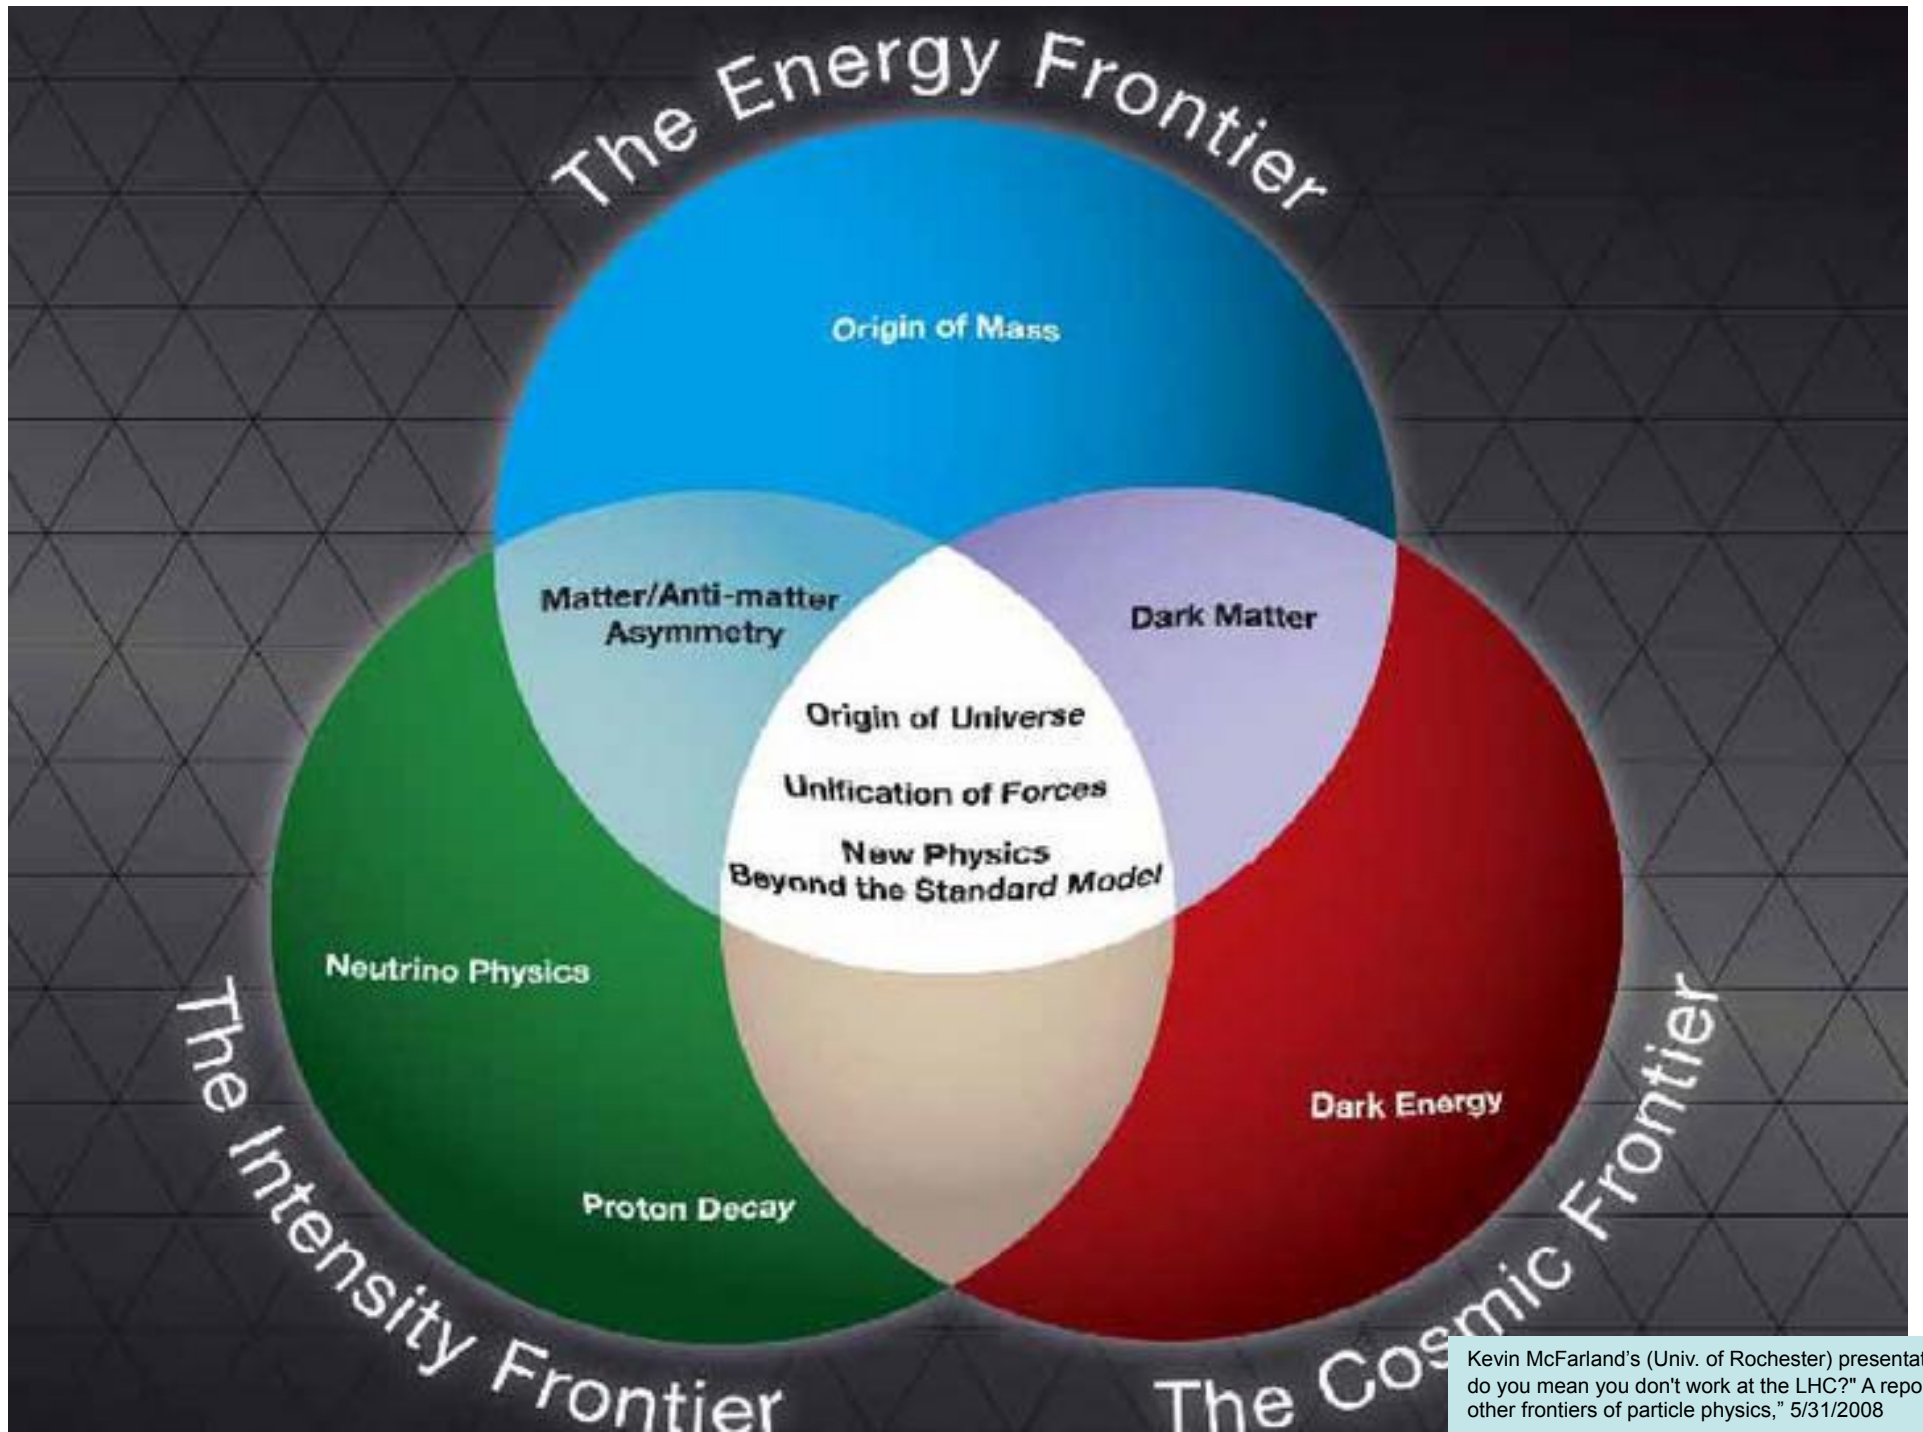 The Energy Frontier
Origin of Mass
Matter/Anti-matter
Asymmetry
Dark Matter
Origin of Universe
Unification of Forces
New Physics
Beyond the Standard Model
Neutrino Physics
Dark Energy
Proton Decay
The Intensity Frontier
The Cosmic Frontier
Kevin McFarland’s (Univ. of Rochester)
do you mean you don't work at the LHC?" A
other frontiers of particle physics,” 5/31/2008